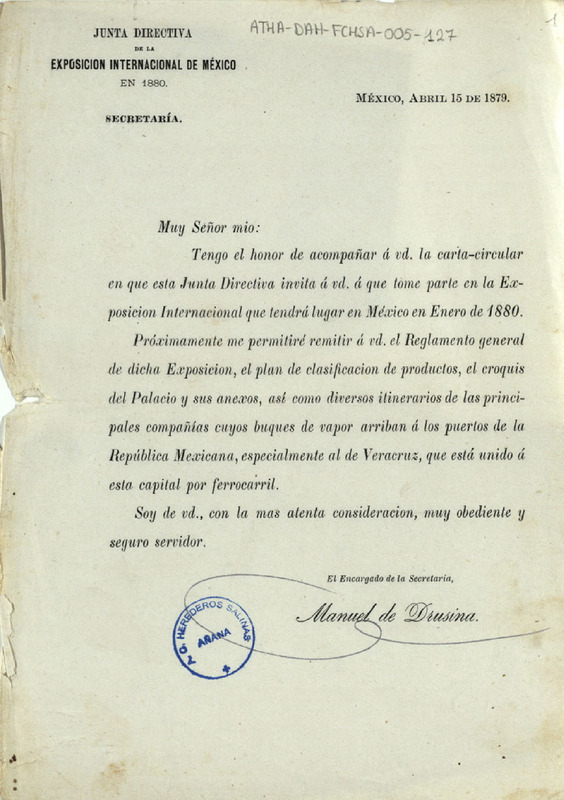 ATHA-DAH-FCHSA-005-127
1
JUNTA DIRECTIVA
DE LA
EXPOSICION INTERNACIONAL DE MÉXICO
EN 1880.
SECRETARÍA.
MÉXICO, ABRIL 15 DE 1879.
Muy Señor mio:
Tengo el honor de acompañar á vd. la carta-circular
en que esta Junta Directiva invita á vd. á que tome parte en la Ex-
posicion Internacional que tendrá lugar en México en Enero de 1880.
Próximamente me permitiré remitir á vd. el Reglamento general
de dicha Exposicion, el plan de clasificacion de productos, el croquis
del Palacio y sus anexos, así como diversos itinerarios de las princi-
pales compañías cuyos buques de vapor arriban á los puertos de la
República Mexicana, especialmente al de Veracruz, que está unido á
esta capital por ferrocarril.
Soy de vd., con la mas atenta consideracion, muy obediente y
seguro servidor.
El Encargado de la Secretaría,
Manuel de Drusina.
HEREDEROS SALINAS
AÑANA